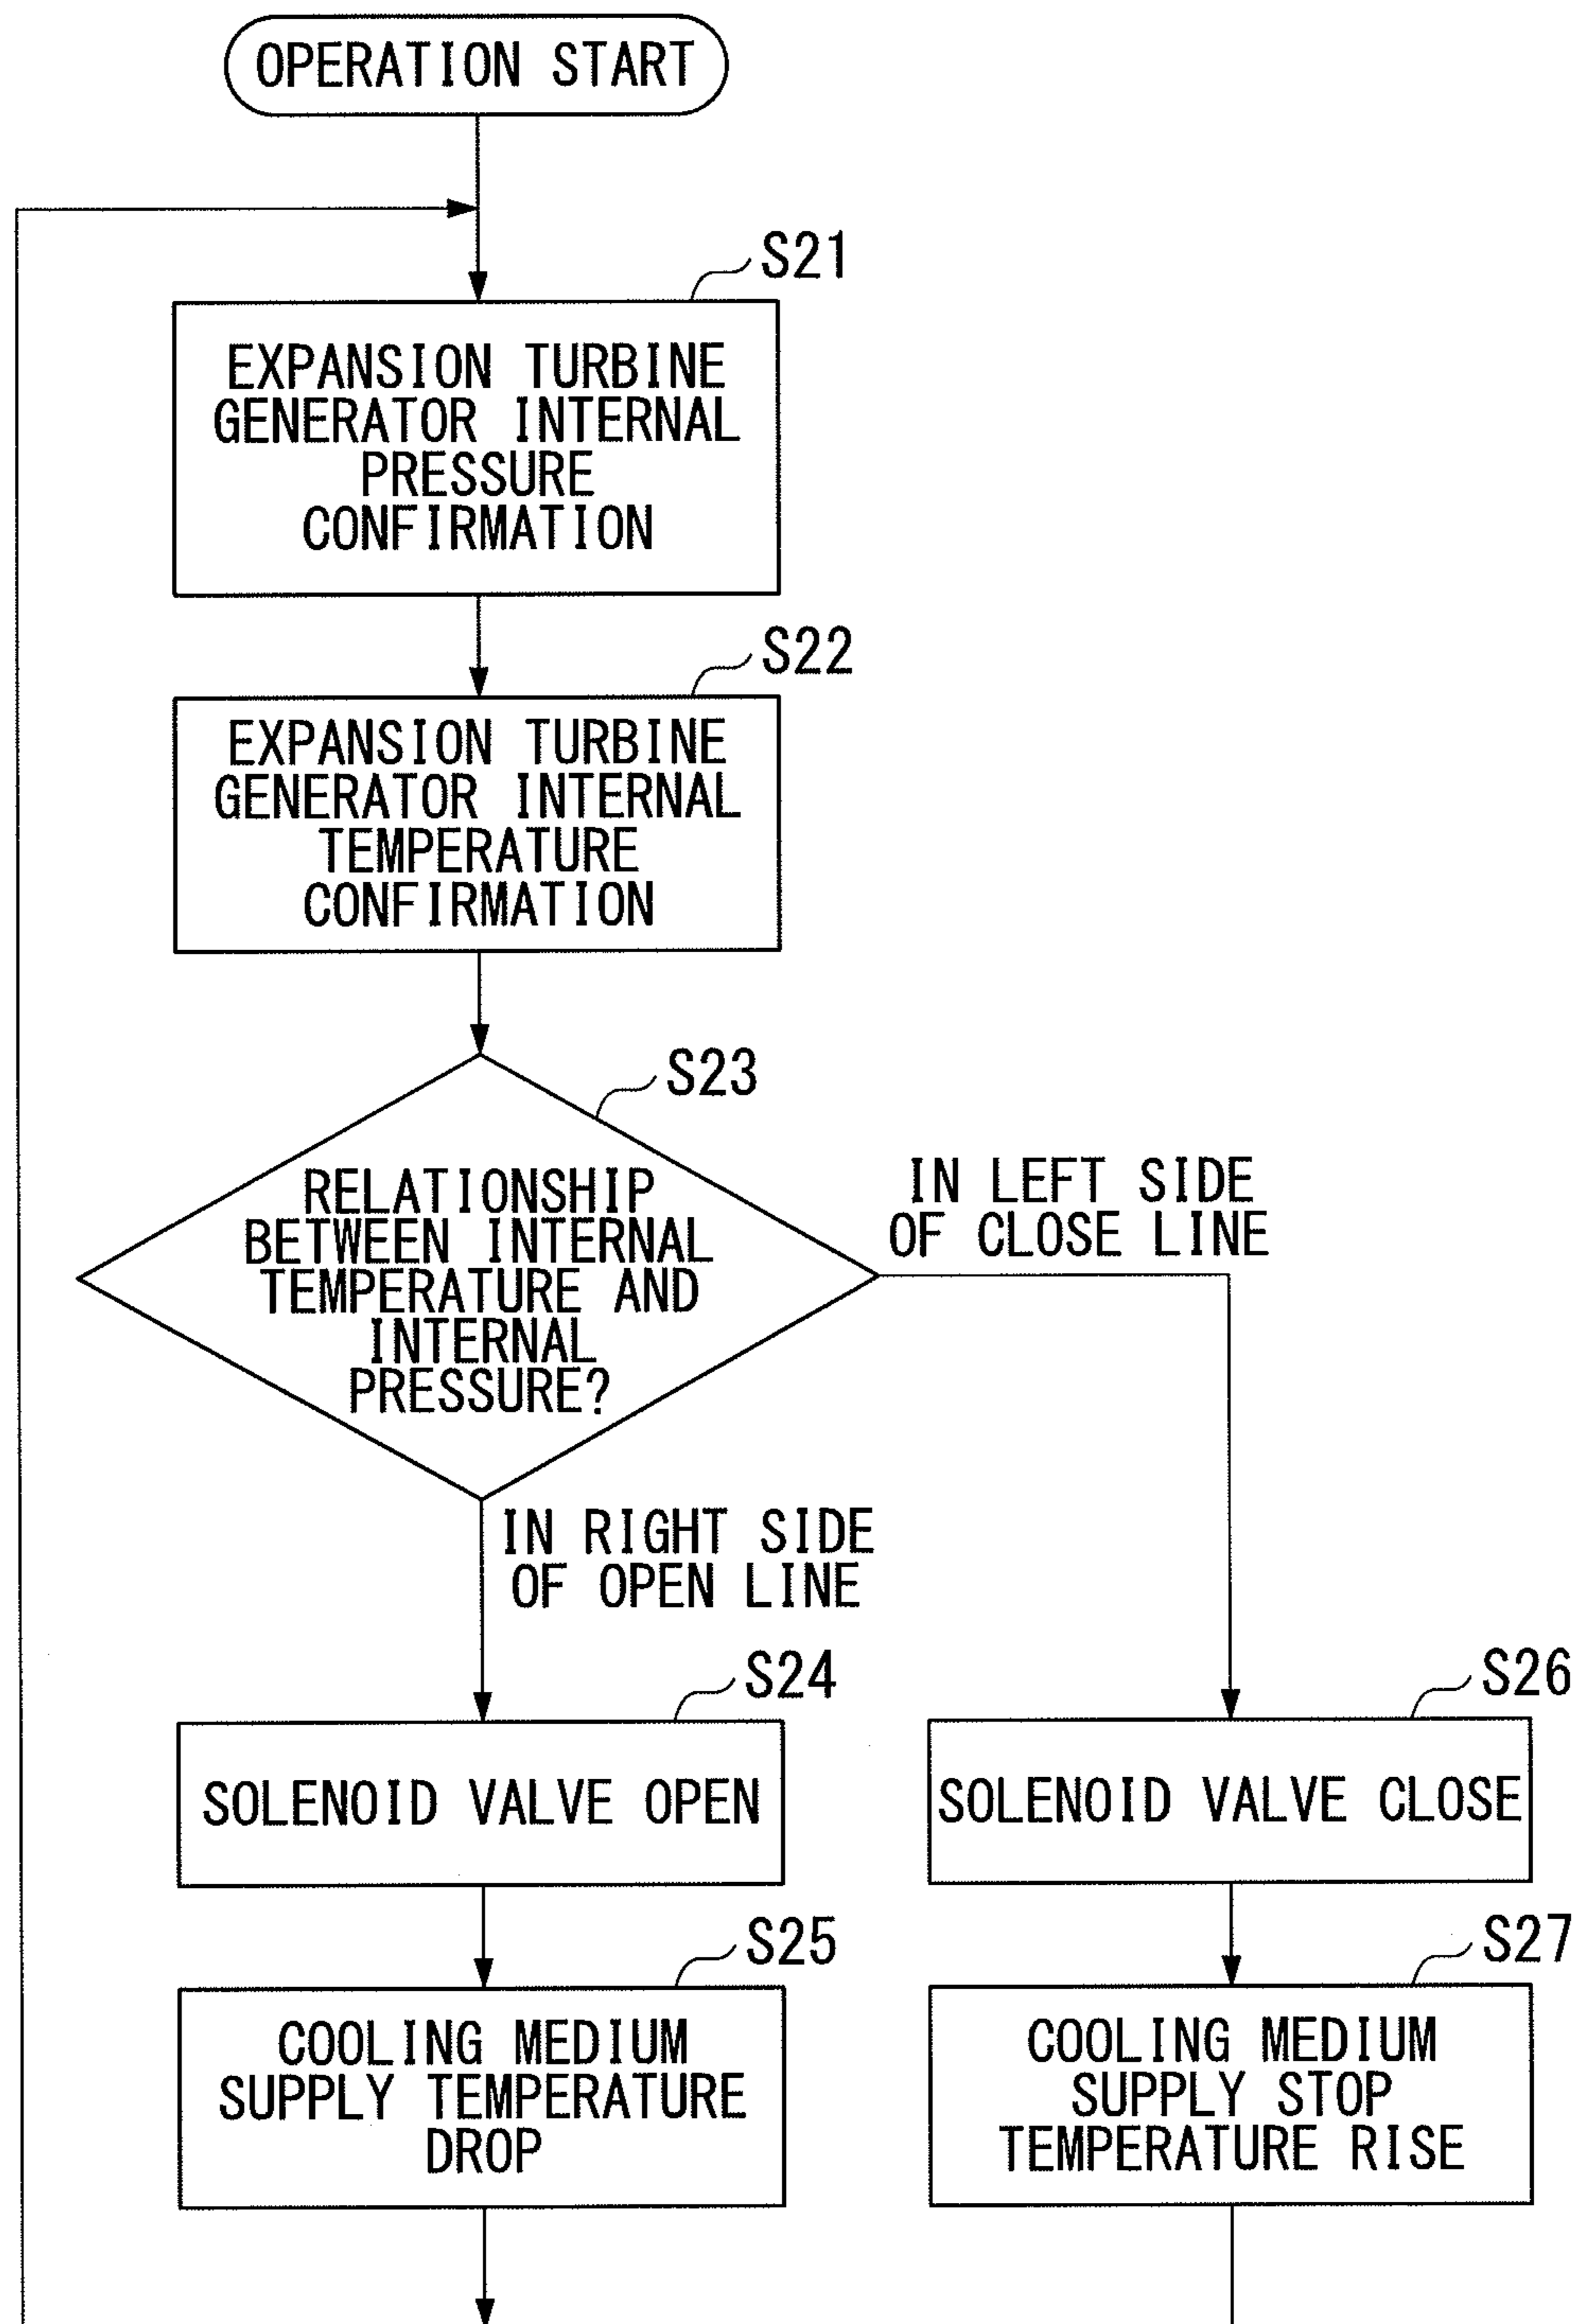 OPERATION START
S21
EXPANSION TURBINE
GENERATOR INTERNAL
PRESSURE
CONFIRMATION
S22
EXPANSION TURBINE
GENERATOR INTERNAL
TEMPERATURE
CONFIRMATION
S23
RELATIONSHIP
BETWEEN INTERNAL
TEMPERATURE AND
INTERNAL
PRESSURE?
IN LEFT SIDE
OF CLOSE LINE
IN RIGHT SIDE
OF OPEN LINE
S24
SOLENOID VALVE OPEN
S26
SOLENOID VALVE CLOSE
S25
COOLING MEDIUM
SUPPLY TEMPERATURE
DROP
S27
COOLING MEDIUM
SUPPLY STOP
TEMPERATURE RISE